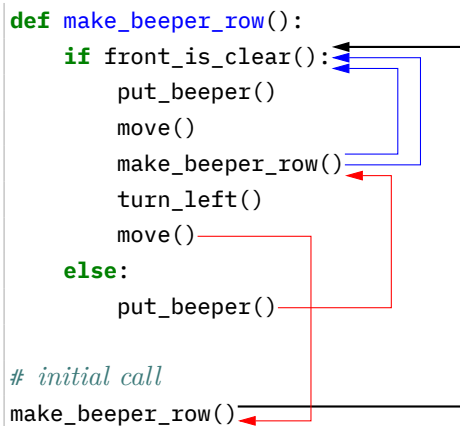 def make_beeper_row():
    if front_is_clear():
        put_beeper()
        move()
        make_beeper_row()
        turn_left()
        move()
    else:
        put_beeper()
# initial call
make_beeper_row()